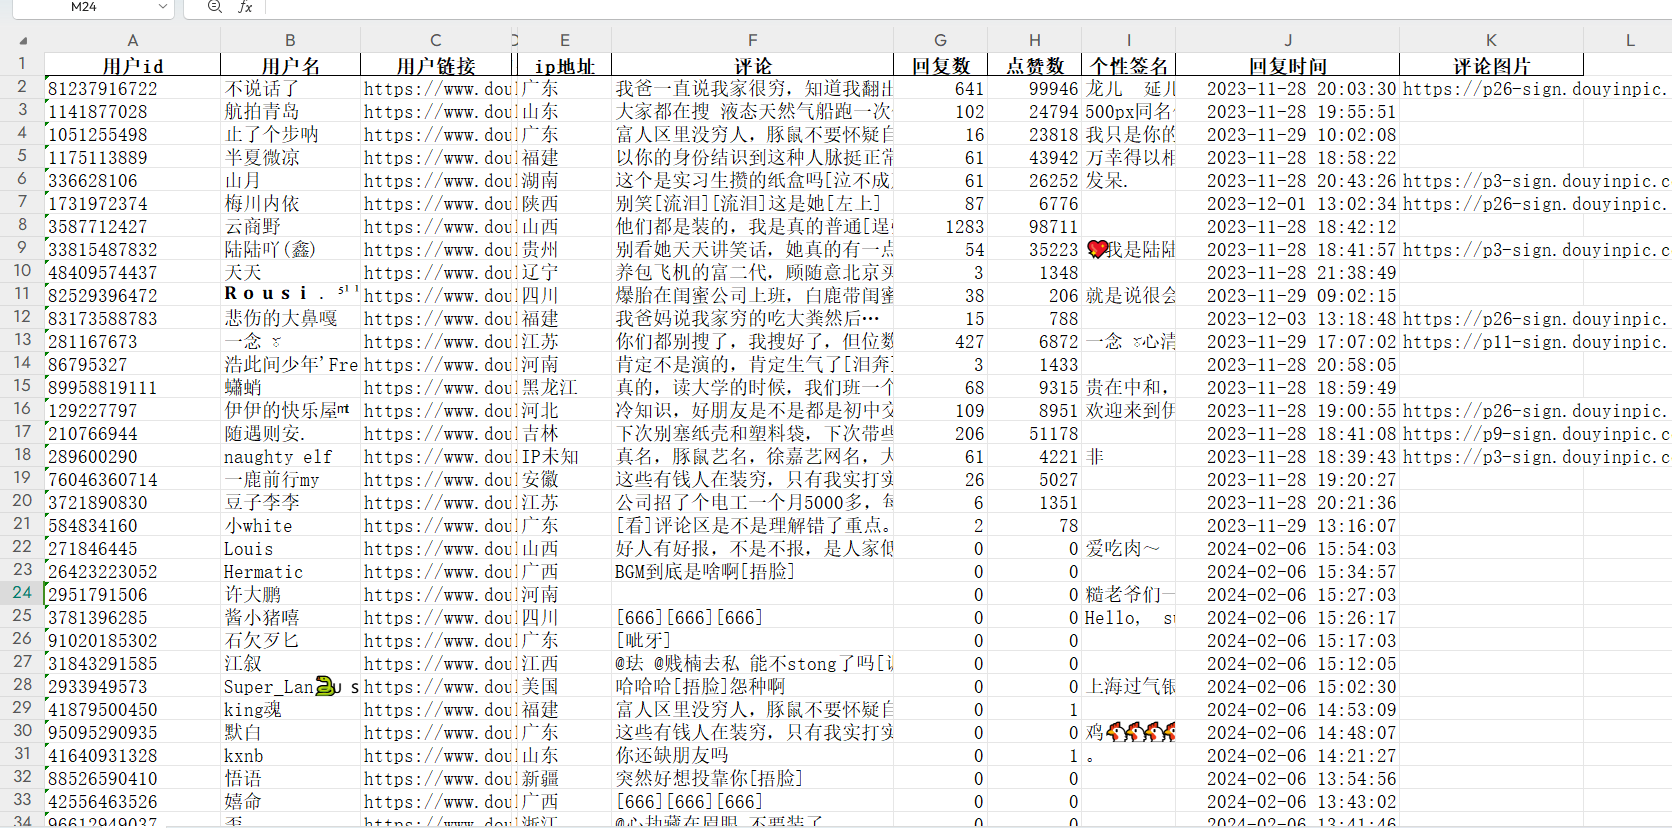 M24 fx
A B C D E F G H I J K L
1 用户id 用户名 用户链接 ip地址 评论 回复数 点赞数 个性签名 回复时间 评论图片
2 81237916722 不说话了 https://www.dou 广东 我爸一直说我家很穷，知道我翻出 641 99946 龙儿 延儿 2023-11-28 20:03:30 https://p26-sign.douyinpic.
3 1141877028 航拍青岛 https://www.dou 山东 大家都在搜 液态天然气船跑一次 102 24794 500px同名 2023-11-28 19:55:51
4 1051255498 止了个步呐 https://www.dou 广东 富人区里没穷人，豚鼠不要怀疑自 16 23818 我只是你的 2023-11-29 10:02:08
5 1175113889 半夏微凉 https://www.dou 福建 以你的身份结识到这种人脉挺正常 61 43942 万幸得以相 2023-11-28 18:58:22
6 336628106 山月 https://www.dou 湖南 这个是实习生攒的纸盒吗[泣不成 61 26252 发呆. 2023-11-28 20:43:26 https://p3-sign.douyinpic.c
7 1731972374 梅川内依 https://www.dou 陕西 别笑[流泪][流泪]这是她[左上] 87 6776 2023-12-01 13:02:34 https://p26-sign.douyinpic.
8 3587712427 云商野 https://www.dou 山西 他们都是装的，我是真的普通[逞 1283 98711 2023-11-28 18:42:12
9 33815487832 陆陆吖(鑫) https://www.dou 贵州 别看她天天讲笑话，她真的有一点 54 35223 我是陆陆 2023-11-28 18:41:57 https://p3-sign.douyinpic.c
10 48409574437 天天 https://www.dou 辽宁 养包飞机的富二代，顾随意北京买 3 1348 2023-11-28 21:38:49
11 82529396472 Rousi. ⁵¹¹ https://www.dou 四川 爆胎在闺蜜公司上班，白鹿带闺蜜 38 206 就是说很会 2023-11-29 09:02:15
12 83173588783 悲伤的大鼻嘎 https://www.dou 福建 我爸妈说我家穷的吃大粪然后… 15 788 2023-12-03 13:18:48 https://p26-sign.douyinpic.
13 281167673 一念 https://www.dou 江苏 你们都别搜了，我搜好了，但位数 427 6872 一念 心清 2023-11-29 17:07:02 https://p11-sign.douyinpic.
14 86795327 浩此间少年'Fre https://www.dou 河南 肯定不是演的，肯定生气了[泪奔] 3 1433 2023-11-28 20:58:05
15 89958819111 蟏蛸 https://www.dou 黑龙江 真的，读大学的时候，我们班一个 68 9315 贵在中和， 2023-11-28 18:59:49
16 129227797 伊伊的快乐屋ᵐᵗ https://www.dou 河北 冷知识，好朋友是不是都是初中交 109 8951 欢迎来到伊 2023-11-28 19:00:55 https://p26-sign.douyinpic.
17 210766944 随遇则安. https://www.dou 吉林 下次别塞纸壳和塑料袋，下次带些 206 51178 2023-11-28 18:41:08 https://p9-sign.douyinpic.c
18 289600290 naughty elf https://www.dou IP未知 真名，豚鼠艺名，徐嘉艺网名，大 61 4221 非 2023-11-28 18:39:43 https://p3-sign.douyinpic.c
19 76046360714 一鹿前行my https://www.dou 安徽 这些有钱人在装穷，只有我实打实 26 5027 2023-11-28 19:20:27
20 3721890830 豆子李李 https://www.dou 江苏 公司招了个电工一个月5000多，每 6 1351 2023-11-28 20:21:36
21 584834160 小white https://www.dou 广东 [看]评论区是不是理解错了重点。 2 78 2023-11-29 13:16:07
22 271846445 Louis https://www.dou 山西 好人有好报，不是不报，是人家低 0 0 爱吃肉～ 2024-02-06 15:54:03
23 26423223052 Hermatic https://www.dou 广西 BGM到底是啥啊[捂脸] 0 0 2024-02-06 15:34:57
24 2951791506 许大鹏 https://www.dou 河南 0 0 糙老爷们一 2024-02-06 15:27:03
25 3781396285 酱小猪嘻 https://www.dou 四川 [666][666][666] 0 0 Hello, su 2024-02-06 15:26:17
26 91020185302 石欠歹匕 https://www.dou 广东 [呲牙] 0 0 2024-02-06 15:17:03
27 31843291585 江叙 https://www.dou 江西 @珐 @贱楠去私 能不stong了吗[ 0 0 2024-02-06 15:12:05
28 2933949573 Super_Lan🐍u s https://www.dou 美国 哈哈哈[捂脸]怨种啊 0 0 上海过气银 2024-02-06 15:02:30
29 41879500450 king魂 https://www.dou 福建 富人区里没穷人，豚鼠不要怀疑自 0 1 2024-02-06 14:53:09
30 95095290935 默白 https://www.dou 广东 这些有钱人在装穷，只有我实打实 0 0 鸡🐔🐔🐔🐔 2024-02-06 14:48:07
31 41640931328 kxnb https://www.dou 山东 你还缺朋友吗 0 1 。 2024-02-06 14:21:27
32 88526590410 悟语 https://www.dou 新疆 突然好想投靠你[捂脸] 0 0 2024-02-06 13:54:56
33 42556463526 嬉命 https://www.dou 广西 [666][666][666] 0 0 2024-02-06 13:43:02
34 96612949037 歪 https://www.dou 浙江 @心劫藏在眉眼 不要装了 0 0 2024-02-06 13:41:46